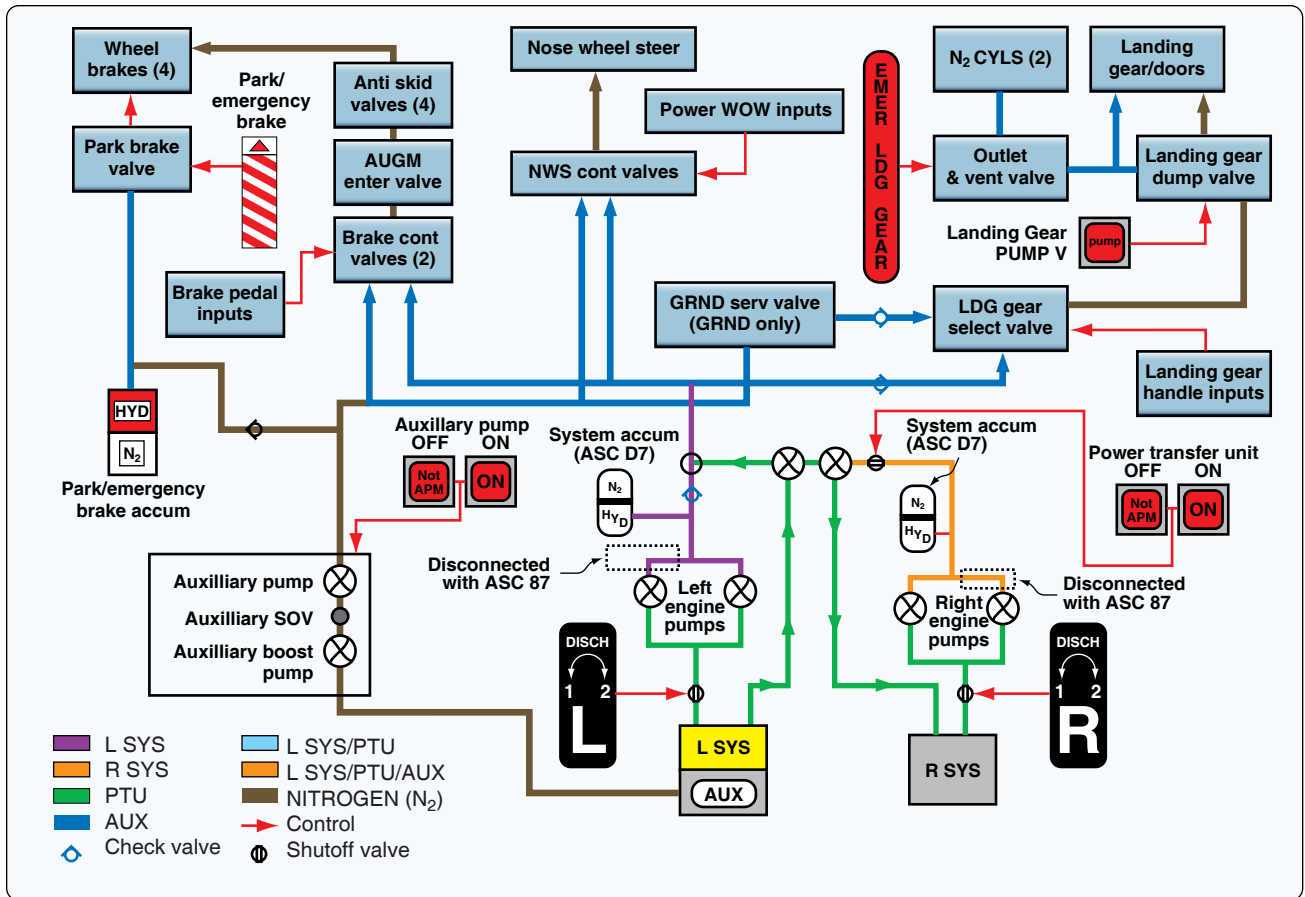 Wheel
brakes (4)
Park/
emergency
brake
Anti skid
valves (4)
Park brake
valve
AUGM
enter valve
Brake cont
valves (2)
Brake pedal
inputs
Nose wheel steer
Power WOW inputs
NWS cont valves
EMER LDG GEAR
N2 CYLS (2)
Landing
gear/doors
Outlet
& vent valve
Landing gear
dump valve
Landing Gear
PUMP V
pump
GRND serv valve
(GRND only)
LDG gear
select valve
Landing gear
handle inputs
HYD
N2
Park/emergency
brake accum
Auxillary pump
OFF ON
Not
APM
ON
System accum
(ASC D7)
N2
HYD
System accum
(ASC D7)
N2
HYD
Power transfer unit
OFF ON
Not
APM
ON
Disconnected
with ASC 87
Left
engine
pumps
Right
engine
pumps
Disconnected
with ASC 87
Auxilliary pump
Auxilliary SOV
Auxilliary boost
pump
DISCH
1 2
L
DISCH
1 2
R
L SYS
AUX
R SYS
L SYS
R SYS
PTU
AUX
Check valve
L SYS/PTU
L SYS/PTU/AUX
NITROGEN (N2)
Control
Shutoff valve